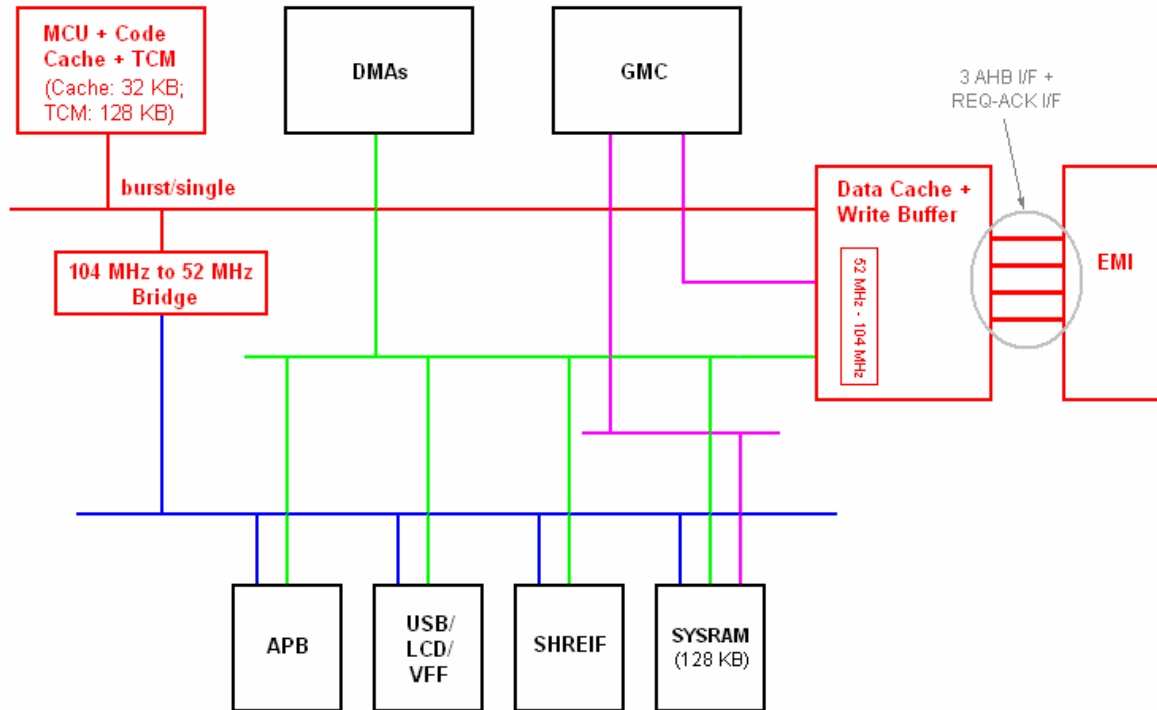 MCU + Code
Cache + TCM
(Cache: 32 KB;
TCM: 128 KB)
DMAs
GMC
3 AHB I/F +
REQ-ACK I/F
burst/single
Data Cache +
Write Buffer
EMI
104 MHz to 52 MHz
Bridge
52 MHz - 104 MHz
APB
USB/
LCD/
VFF
SHREIF
SYSRAM
(128 KB)